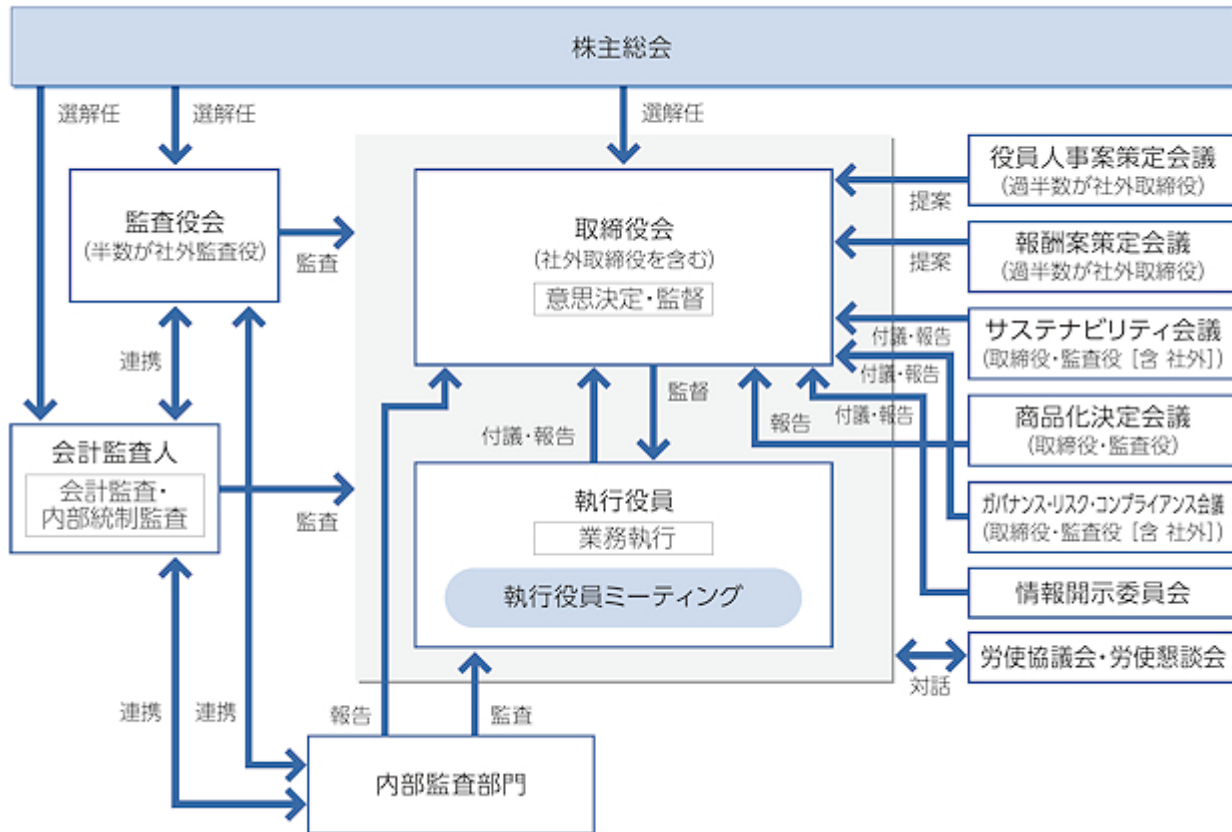 株主総会
選解任
選解任
選解任
監査役会
(半数が社外監査役)
監査
取締役会
(社外取締役を含む)
意思決定・監督
役員人事案策定会議
(過半数が社外取締役)
提案
報酬案策定会議
(過半数が社外取締役)
提案
サステナビリティ会議
(取締役・監査役 [含 社外])
付議・報告
付議・報告
連携
監督
付議・報告
報告
付議・報告
商品化決定会議
(取締役・監査役)
会計監査人
会計監査・
内部統制監査
監査
執行役員
業務執行
執行役員ミーティング
ガバナンス・リスク・コンプライアンス会議
(取締役・監査役 [含 社外])
情報開示委員会
労使協議会・労使懇談会
対話
連携
連携
報告
監査
内部監査部門